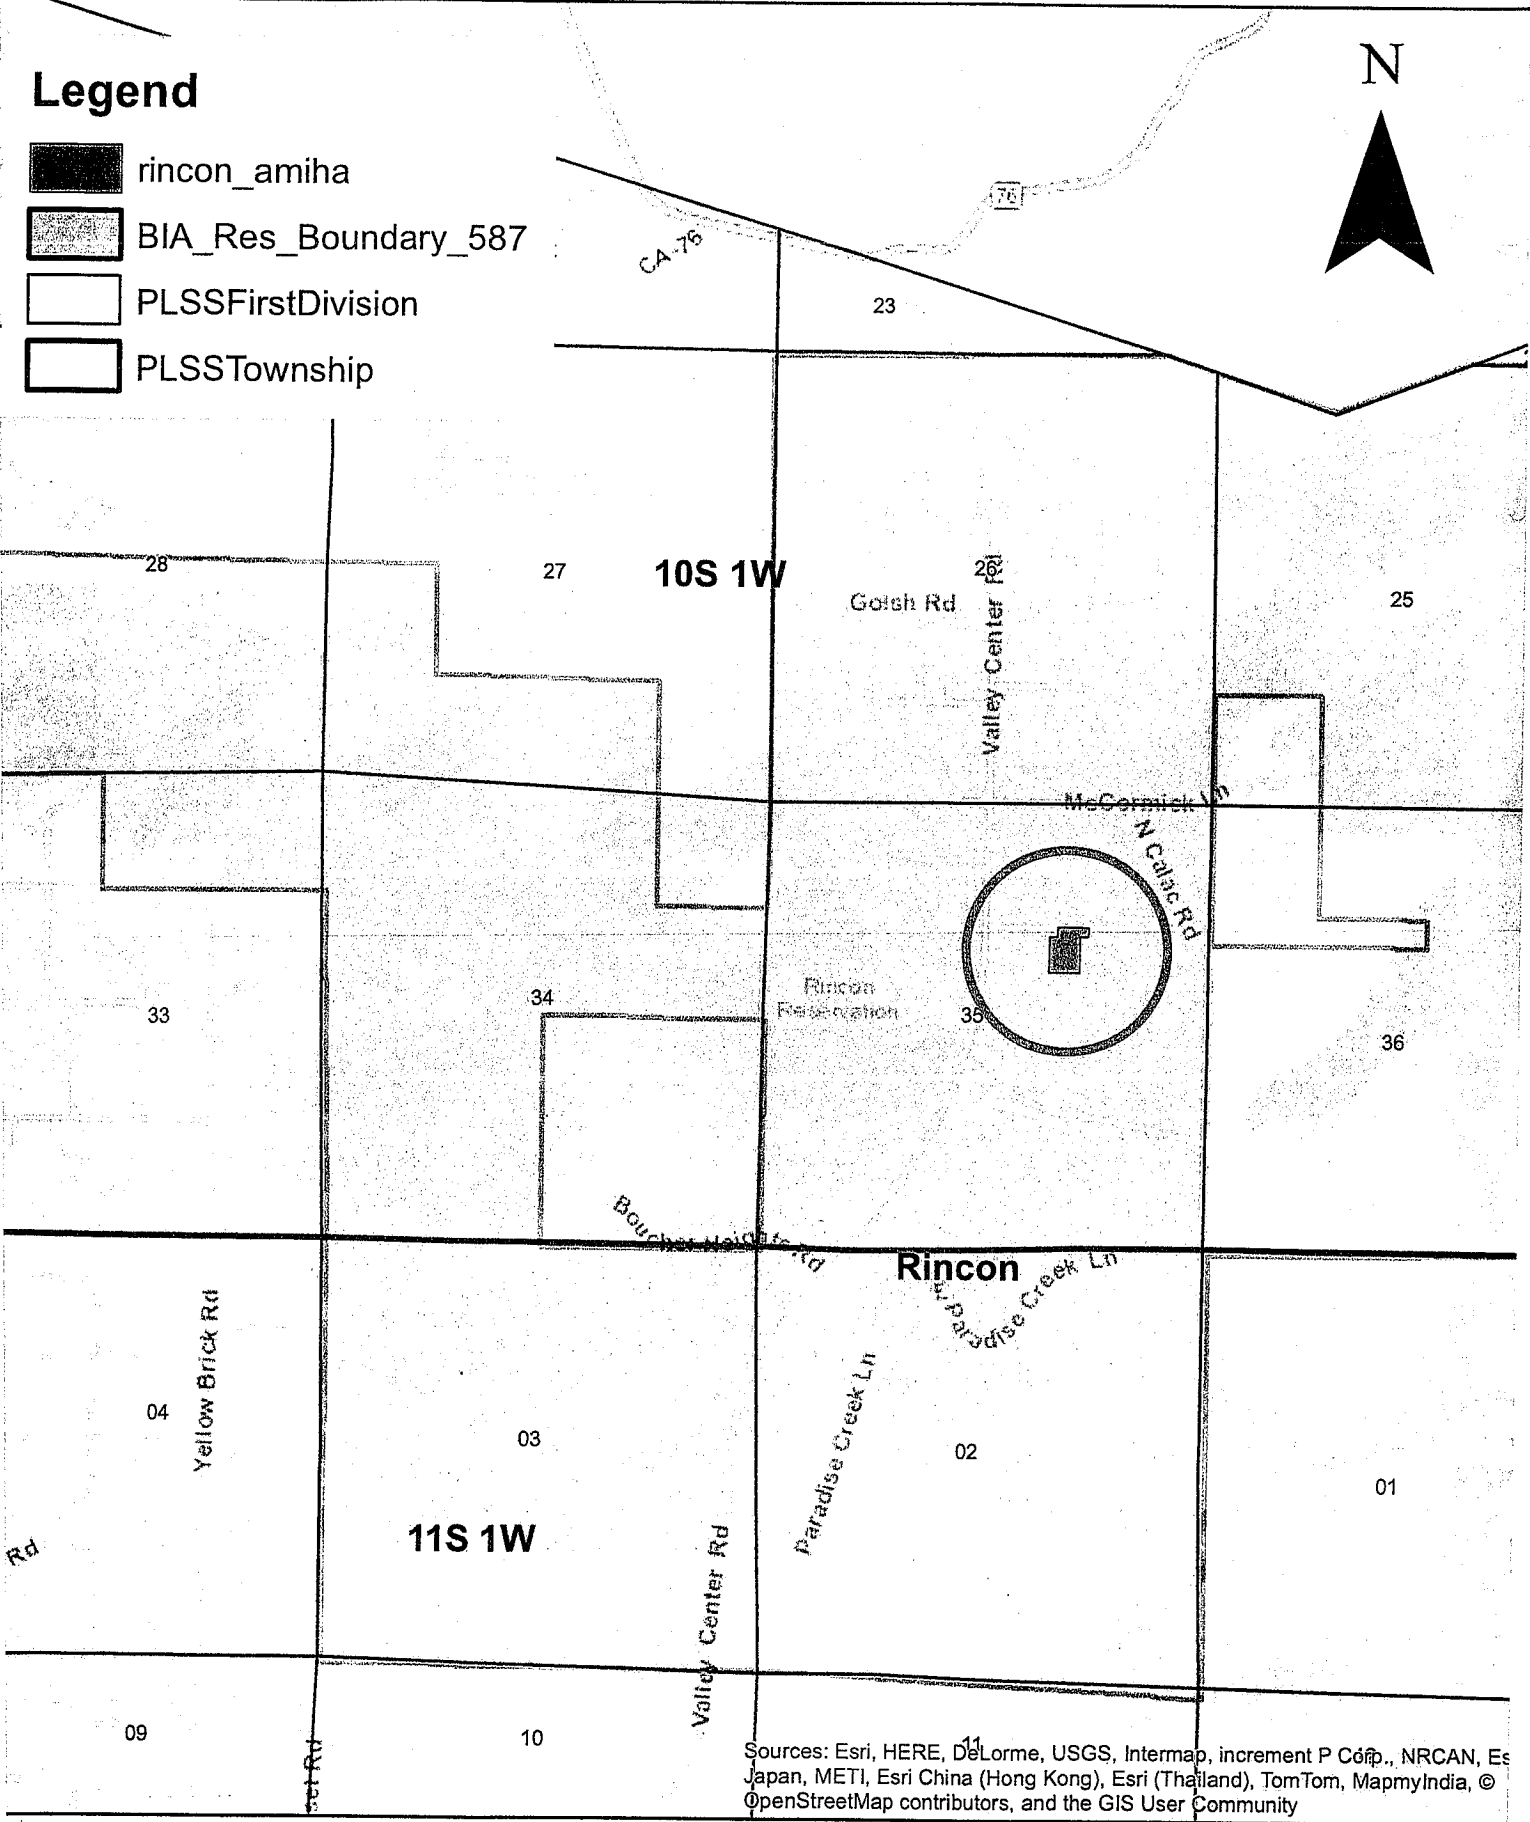 N
Legend
rincon_amiha
BIA_Res_Boundary_587
PLSSFirstDivision
PLSSTownship
76
CA-76
23
28
27
10S 1W
26
25
Golsh Rd
Valley Center Rd
McCormick Ln
N Calac Rd
33
34
Rincon
Reservation
35
36
Boucher Heights Rd
Rincon
Paradise Creek Ln
Yellow Brick Rd
04
03
Paradise Creek Ln
02
01
11S 1W
Rd
Valley Center Rd
09
10
11
Rd
Sources: Esri, HERE, DeLorme, USGS, Intermap, increment P Corp., NRCAN, Es
Japan, METI, Esri China (Hong Kong), Esri (Thailand), TomTom, MapmyIndia, ©
OpenStreetMap contributors, and the GIS User Community